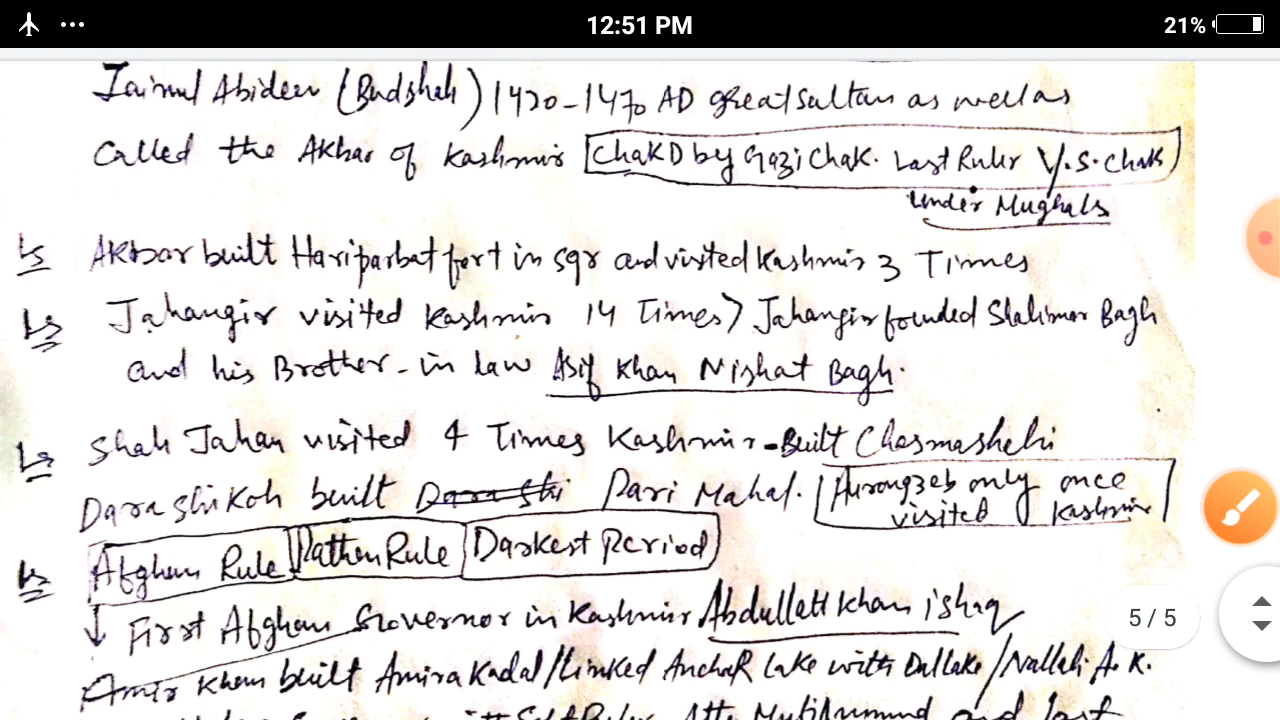 12:51 PM
21%
Zainul Abideen (Budshah) 1420-1470 AD great sultan as well as
Called the Akbar of Kashmir Chak D by Gazi Chak. Last Ruler Y.S. Chak
under Mughals
Akbar built Hariparbat fort in sgr and visited Kashmir 3 Times
Jahangir visited Kashmir 14 Times > Jahangir founded Shalimar Bagh
and his Brother-in law Asif Khan Nishat Bagh.
Shah Jahan visited 4 Times Kashmir - Built Chasmashahi
Dara Shikoh built Pari Mahal. Aurangzeb only once
visited Kashmir
Afghan Rule Pathan Rule Darkest Period
First Afghan Governor in Kashmir Abdullah Khan ishaq
5 / 5
Amir Khan built Amira Kadal / Linked Anchar lake with Dal lake / Nallah A. K.
and last